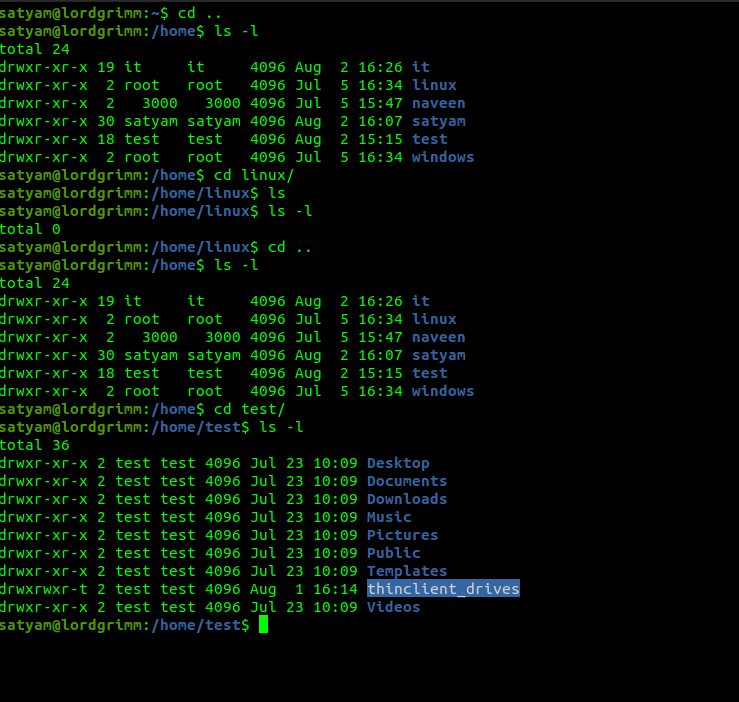 satyam@lordgrimm:~$ cd ..
satyam@lordgrimm:/home$ ls -l
total 24
drwxr-xr-x 19 it     it     4096 Aug  2 16:26 it
drwxr-xr-x  2 root   root   4096 Jul  5 16:34 linux
drwxr-xr-x  2   3000   3000 4096 Jul  5 15:47 naveen
drwxr-xr-x 30 satyam satyam 4096 Aug  2 16:07 satyam
drwxr-xr-x 18 test   test   4096 Aug  2 15:15 test
drwxr-xr-x  2 root   root   4096 Jul  5 16:34 windows
satyam@lordgrimm:/home$ cd linux/
satyam@lordgrimm:/home/linux$ ls
satyam@lordgrimm:/home/linux$ ls -l
total 0
satyam@lordgrimm:/home/linux$ cd ..
satyam@lordgrimm:/home$ ls -l
total 24
drwxr-xr-x 19 it     it     4096 Aug  2 16:26 it
drwxr-xr-x  2 root   root   4096 Jul  5 16:34 linux
drwxr-xr-x  2   3000   3000 4096 Jul  5 15:47 naveen
drwxr-xr-x 30 satyam satyam 4096 Aug  2 16:07 satyam
drwxr-xr-x 18 test   test   4096 Aug  2 15:15 test
drwxr-xr-x  2 root   root   4096 Jul  5 16:34 windows
satyam@lordgrimm:/home$ cd test/
satyam@lordgrimm:/home/test$ ls -l
total 36
drwxr-xr-x 2 test test 4096 Jul 23 10:09 Desktop
drwxr-xr-x 2 test test 4096 Jul 23 10:09 Documents
drwxr-xr-x 2 test test 4096 Jul 23 10:09 Downloads
drwxr-xr-x 2 test test 4096 Jul 23 10:09 Music
drwxr-xr-x 2 test test 4096 Jul 23 10:09 Pictures
drwxr-xr-x 2 test test 4096 Jul 23 10:09 Public
drwxr-xr-x 2 test test 4096 Jul 23 10:09 Templates
drwxrwxr-t 2 test test 4096 Aug  1 16:14 thinclient_drives
drwxr-xr-x 2 test test 4096 Jul 23 10:09 Videos
satyam@lordgrimm:/home/test$